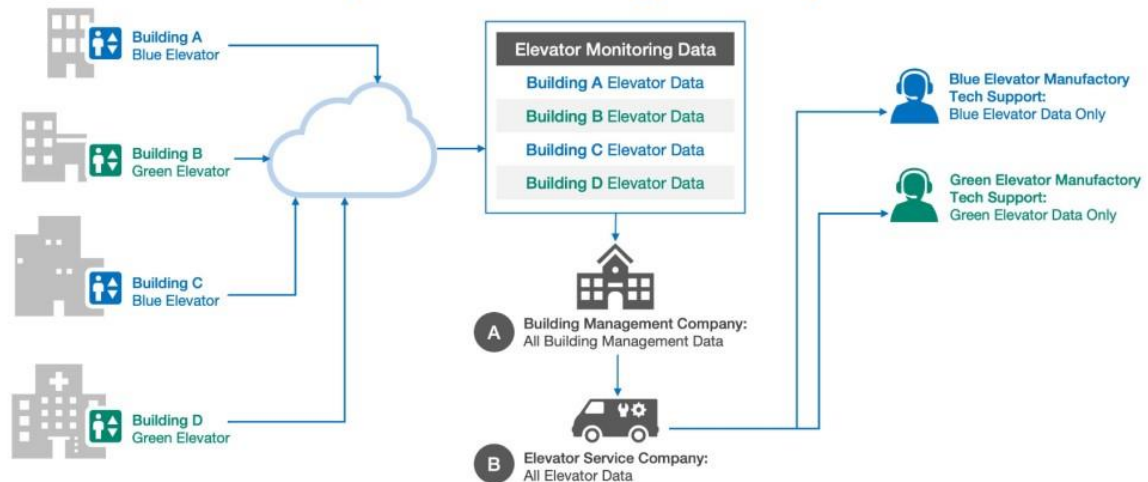 Building A
Blue Elevator
Building B
Green Elevator
Building C
Blue Elevator
Building D
Green Elevator
Elevator Monitoring Data
Building A Elevator Data
Building B Elevator Data
Building C Elevator Data
Building D Elevator Data
A
Building Management Company:
All Building Management Data
B
Elevator Service Company:
All Elevator Data
Blue Elevator Manufactory
Tech Support:
Blue Elevator Data Only
Green Elevator Manufactory
Tech Support:
Green Elevator Data Only